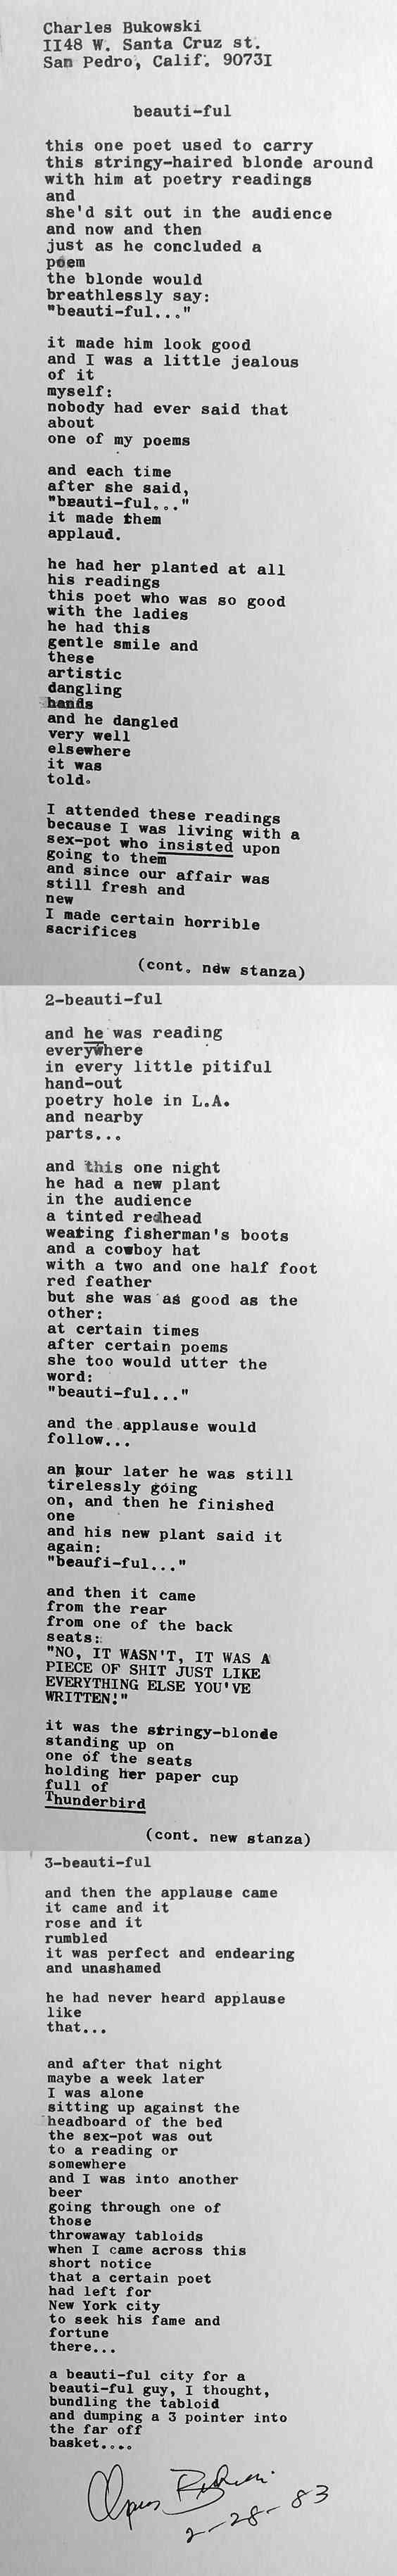 Charles Bukowski
II48 W. Santa Cruz st.
San Pedro, Calif. 9073I
beauti-ful
this one poet used to carry
this stringy-haired blonde around
with him at poetry readings
and
she'd sit out in the audience
and now and then
just as he concluded a
poem
the blonde would
breathlessly say:
"beauti-ful..."
it made him look good
and I was a little jealous
of it
myself:
nobody had ever said that
about
one of my poems
and each time
after she said,
"beauti-ful..."
it made them
applaud.
he had her planted at all
his readings
this poet who was so good
with the ladies
he had this
gentle smile and
these
artistic
dangling
hands
and he dangled
very well
elsewhere
it was
told.
I attended these readings
because I was living with a
sex-pot who insisted upon
going to them
and since our affair was
still fresh and
new
I made certain horrible
sacrifices
(cont. new stanza)
2-beauti-ful
and he was reading
everywhere
in every little pitiful
hand-out
poetry hole in L.A.
and nearby
parts...
and this one night
he had a new plant
in the audience
a tinted redhead
wearing fisherman's boots
and a cowboy hat
with a two and one half foot
red feather
but she was as good as the
other:
at certain times
after certain poems
she too would utter the
word:
"beauti-ful..."
and the applause would
follow...
an hour later he was still
tirelessly going
on, and then he finished
one
and his new plant said it
again:
"beaufi-ful..."
and then it came
from the rear
from one of the back
seats:
"NO, IT WASN'T, IT WAS A
PIECE OF SHIT JUST LIKE
EVERYTHING ELSE YOU'VE
WRITTEN!"
it was the stringy-blonde
standing up on
one of the seats
holding her paper cup
full of
Thunderbird
(cont. new stanza)
3-beauti-ful
and then the applause came
it came and it
rose and it
rumbled
it was perfect and endearing
and unashamed
he had never heard applause
like
that...
and after that night
maybe a week later
I was alone
sitting up against the
headboard of the bed
the sex-pot was out
to a reading or
somewhere
and I was into another
beer
going through one of
those
throwaway tabloids
when I came across this
short notice
that a certain poet
had left for
New York city
to seek his fame and
fortune
there...
a beauti-ful city for a
beauti-ful guy, I thought,
bundling the tabloid
and dumping a 3 pointer into
the far off
basket....
2-28-83